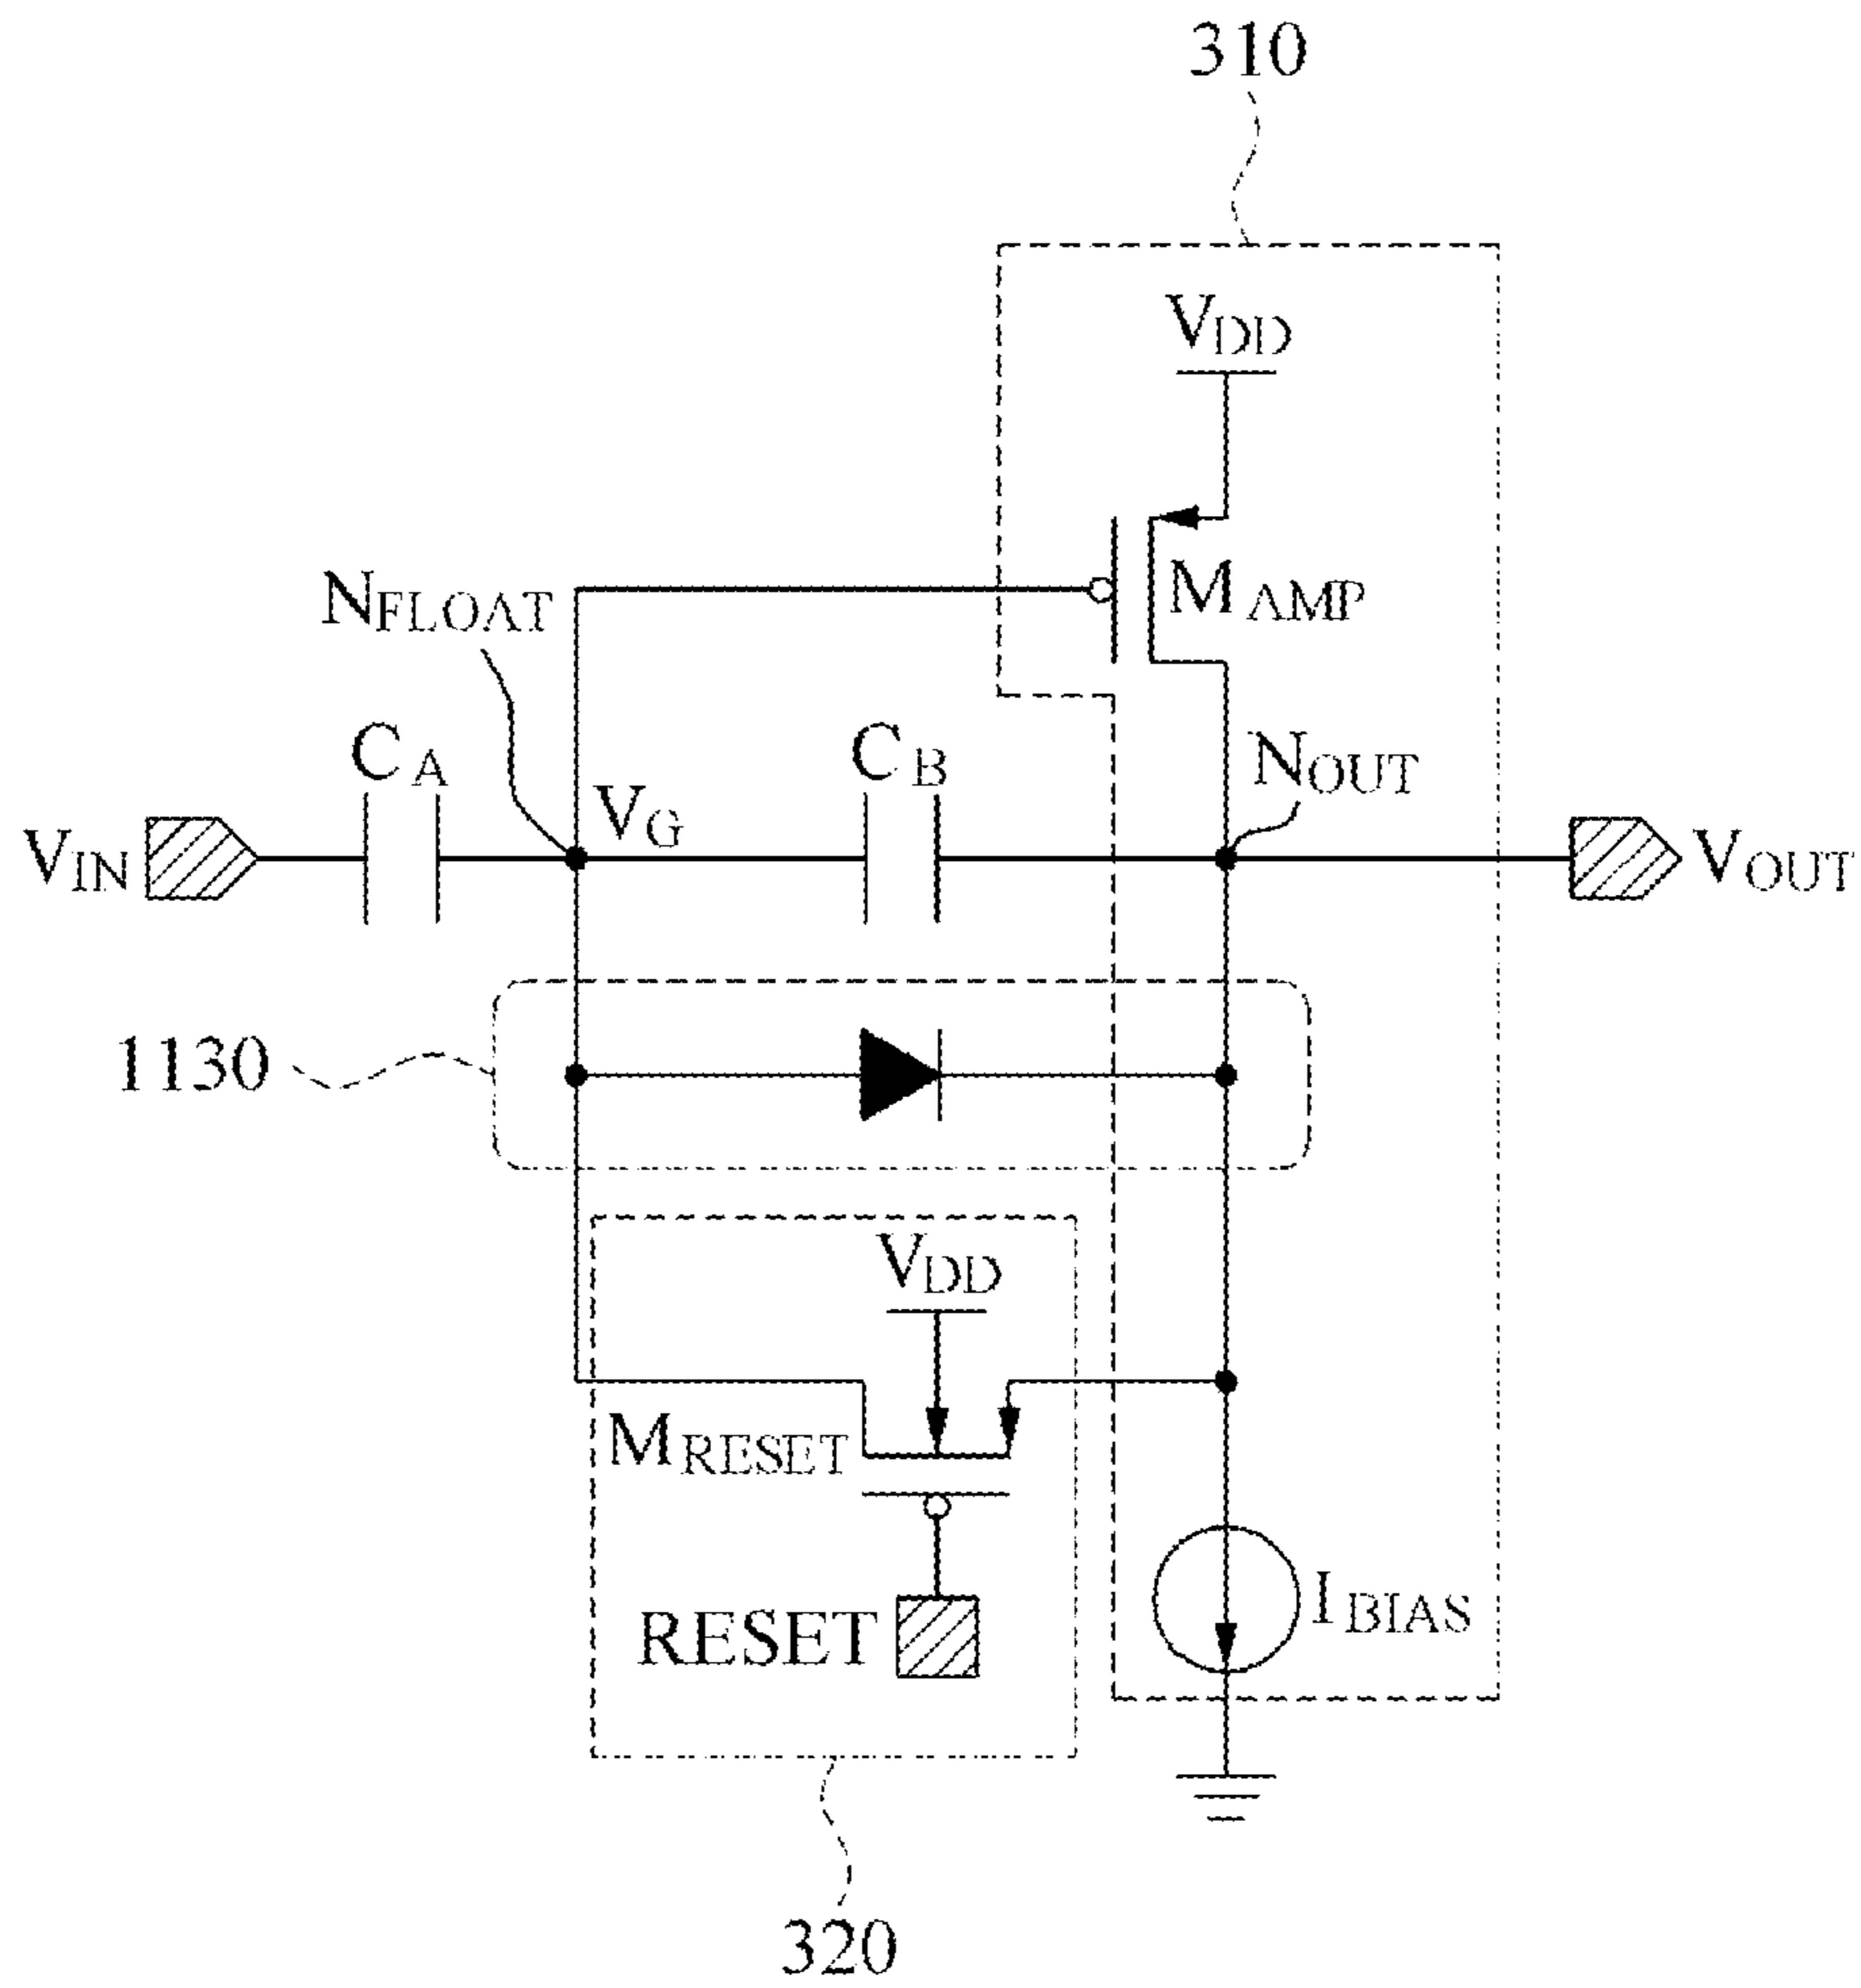 310
VDD
MAMP
NFLOAT
CA
VG
CB
NOUT
VIN
VOUT
1130
VDD
MRESET
RESET
IBIAS
320